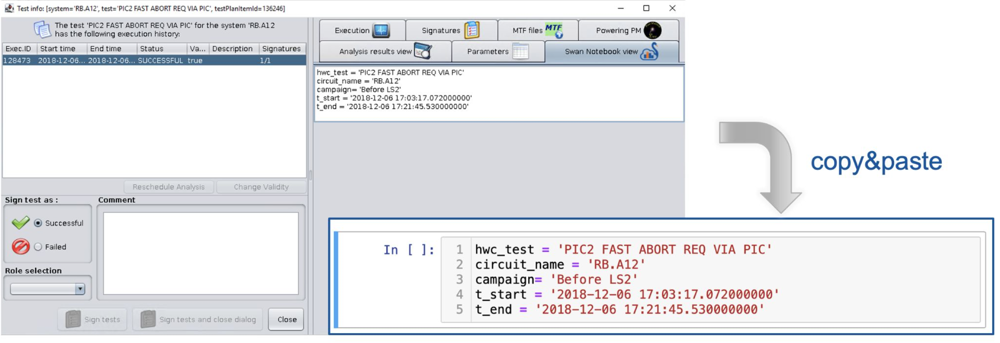 Test info: [system='RB.A12', test='PIC2 FAST ABORT REQ VIA PIC', testPlanItemId=136246]
The test 'PIC2 FAST ABORT REQ VIA PIC' for the system 'RB.A12
has the following execution history:
Exec.ID Start time End time Status Va... Description Signatures
128473 2018-12-06... 2018-12-06... SUCCESSFUL true 1/1
Reschedule Analysis Change Validity
Sign test as : Comment
Successful
Failed
Role selection
Sign tests Sign tests and close dialog Close
Execution Signatures MTF files MTF Powering PM
Analysis results view Parameters Swan Notebook view
hwc_test = 'PIC2 FAST ABORT REQ VIA PIC'
circuit_name = 'RB.A12'
campaign= 'Before LS2'
t_start = '2018-12-06 17:03:17.072000000'
t_end = '2018-12-06 17:21:45.530000000'
copy&paste
In [ ]:
1 hwc_test = 'PIC2 FAST ABORT REQ VIA PIC'
2 circuit_name = 'RB.A12'
3 campaign= 'Before LS2'
4 t_start = '2018-12-06 17:03:17.072000000'
5 t_end = '2018-12-06 17:21:45.530000000'